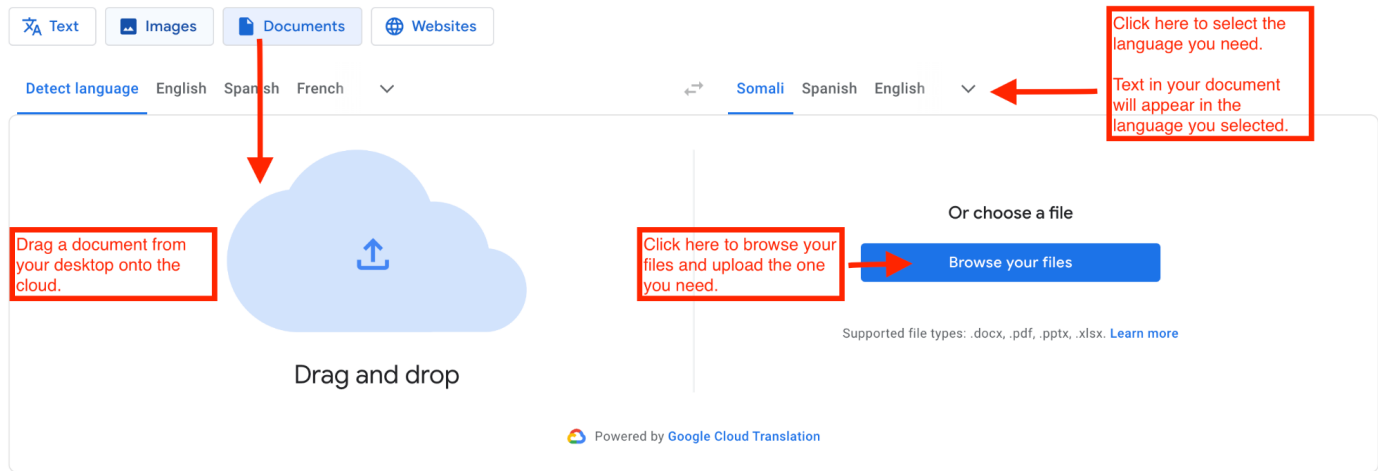 Text
Images
Documents
Websites
Click here to select the
language you need.
Text in your document
will appear in the
language you selected.
Detect language English Spanish French
Somali Spanish English
Drag a document from
your desktop onto the
cloud.
Drag and drop
Or choose a file
Click here to browse your
files and upload the one
you need.
Browse your files
Supported file types: .docx, .pdf, .pptx, .xlsx. Learn more
Powered by Google Cloud Translation